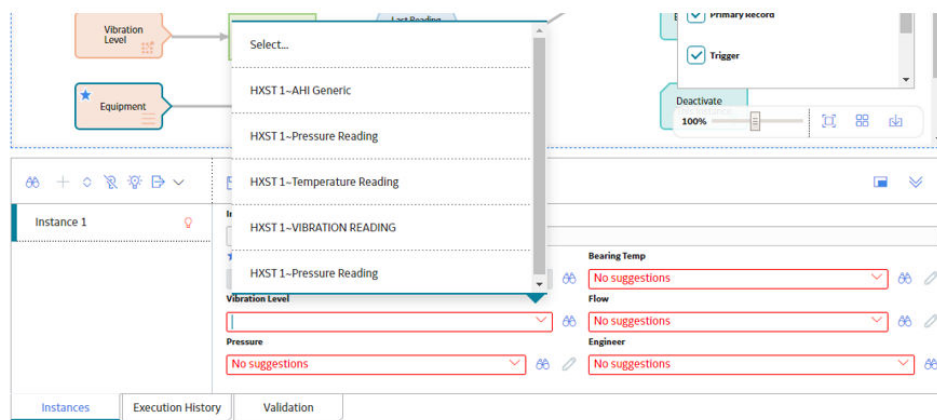 Vibration
Level
Last Reading
Primary Record
Trigger
Equipment
Deactivate
100%
Select...
HXST 1~AHI Generic
HXST 1~Pressure Reading
HXST 1~Temperature Reading
HXST 1~VIBRATION READING
HXST 1~Pressure Reading
Instance 1
Bearing Temp
No suggestions
Vibration Level
Flow
No suggestions
Pressure
Engineer
No suggestions
No suggestions
Instances
Execution History
Validation